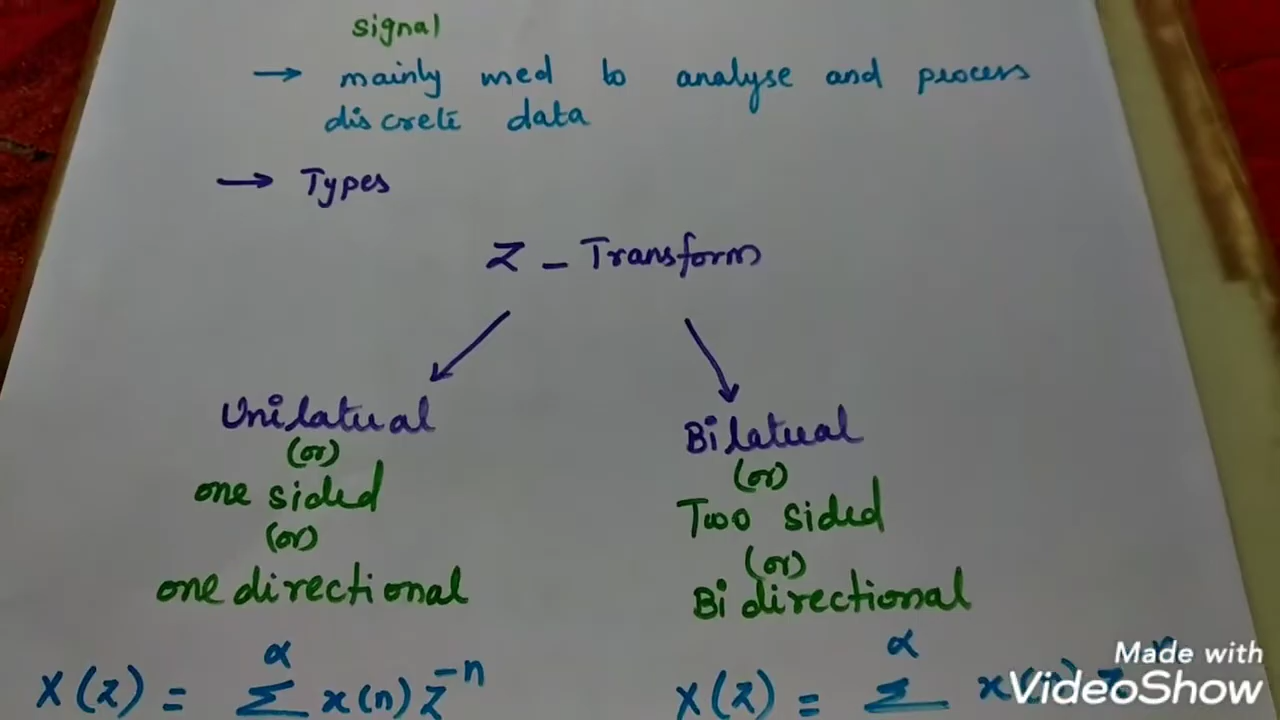 signal
→ mainly used to analyse and process
discrete data
→ Types
Z - Transform
Unilateral
(or)
one sided
(or)
one directional
Bilateral
(or)
Two sided
(or)
Bi directional
α
X(z) = Σ x(n) z^-n
α
X(z) = Σ
Made with
VideoShow